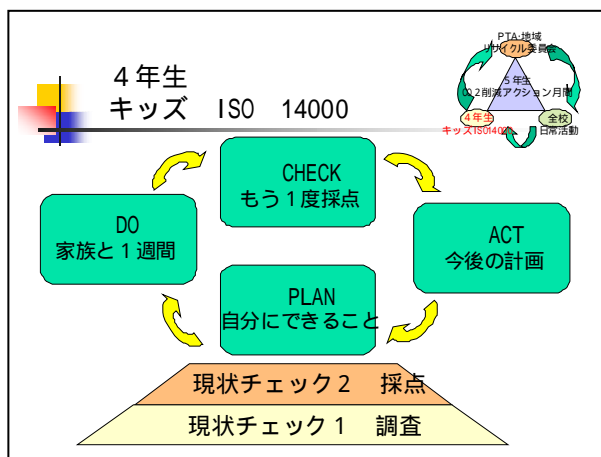 4年生
キッズ ISO 14000
PTA・地域
リサイクル委員会
5年生
CO2削減アクション月間
4年生
キッズISO1400
全校
日常活動
CHECK
もう1度採点
DO
家族と1週間
ACT
今後の計画
PLAN
自分にできること
現状チェック2 採点
現状チェック1 調査